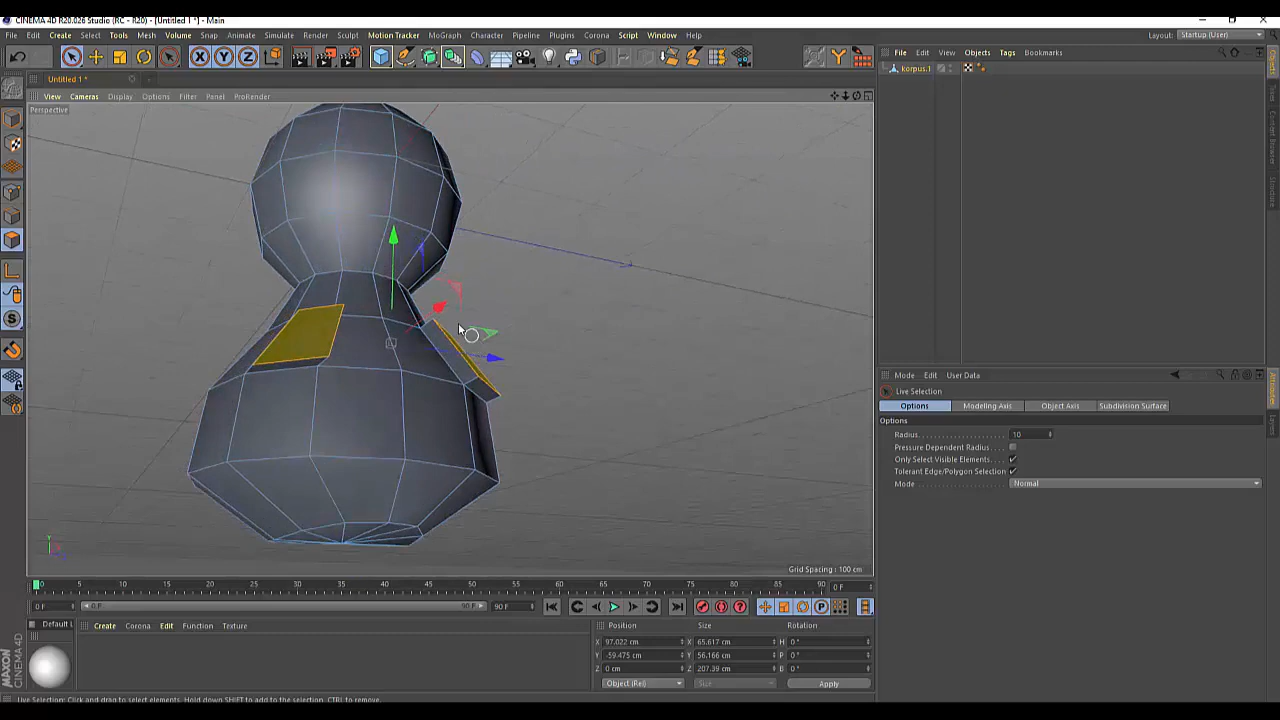 CINEMA 4D R20.026 Studio (RC - R20) - [Untitled 1 *] - Main
File Edit Create Select Tools Mesh Volume Snap Animate Simulate Render Sculpt Motion Tracker MoGraph Character Pipeline Plugins Corona Script Window Help Layout: Startup (User)
X Y Z
File Edit View Objects Tags Bookmarks
korpus.1
Untitled 1 *
View Cameras Display Options Filter Panel ProRender
Perspective
Mode Edit User Data
Live Selection
Options Modeling Axis Object Axis Subdivision Surface
Options
Radius 10
Pressure Dependent Radius
Only Select Visible Elements
Tolerant Edge/Polygon Selection
Mode Normal
Grid Spacing : 100 cm
0 5 10 15 20 25 30 35 40 45 50 55 60 65 70 75 80 85 90 0 F
0 F 0 F 90 F 90 F
Create Corona Edit Function Texture
Default
Position Size Rotation
X 97.022 cm X 65.617 cm H 0 °
Y -59.475 cm Y 56.166 cm P 0 °
Z 0 cm Z 207.39 cm B 0 °
Object (Rel) Size Apply
MAXON CINEMA 4D
Live Selection: Click and drag to select elements. Hold down SHIFT to add to the selection, CTRL to remove.